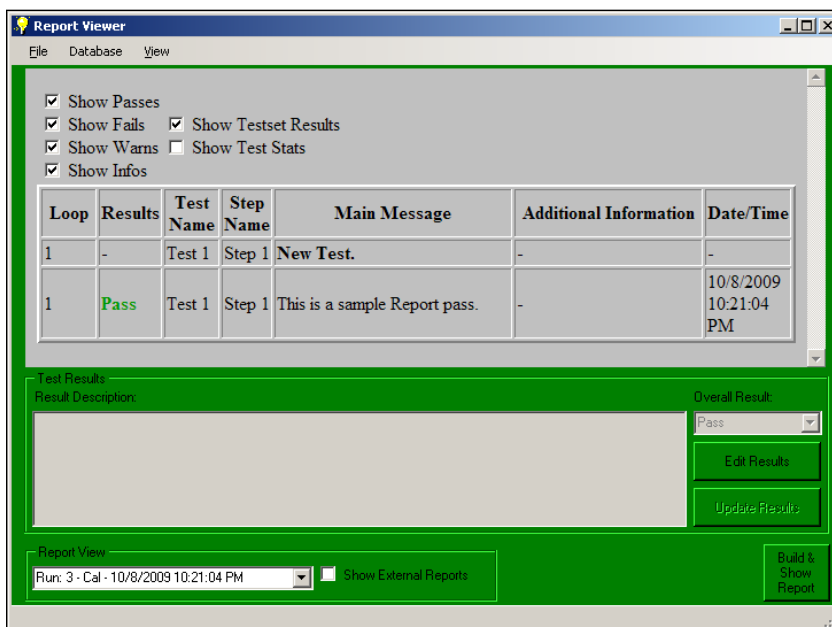 Report Viewer
File Database View
Show Passes
Show Fails Show Testset Results
Show Warns Show Test Stats
Show Infos
Loop Results Test Name Step Name Main Message Additional Information Date/Time
1 - Test 1 Step 1 New Test. - -
1 Pass Test 1 Step 1 This is a sample Report pass. - 10/8/2009 10:21:04 PM
Test Results
Result Description: Overall Result:
Pass
Edit Results
Update Results
Report View
Run: 3 - Cal - 10/8/2009 10:21:04 PM Show External Reports
Build & Show Report